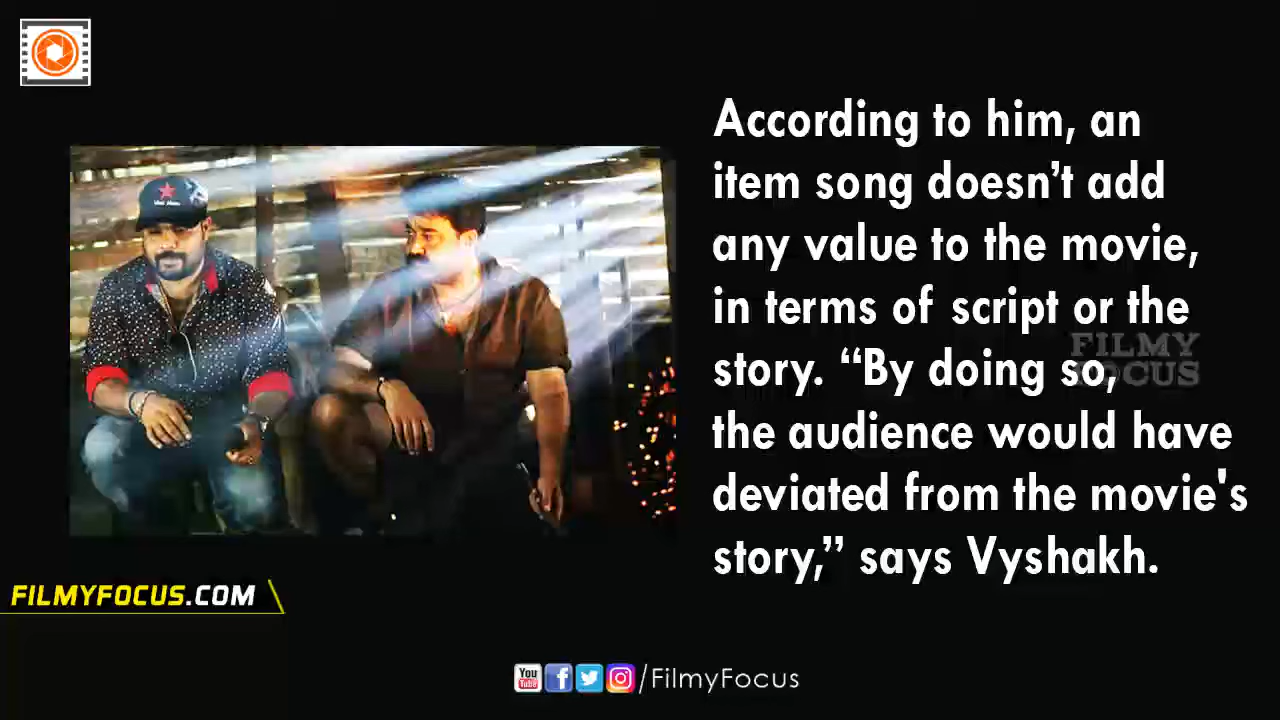 According to him, an
item song doesn’t add
any value to the movie,
in terms of script or the
story. “By doing so,
the audience would have
deviated from the movie's
story,” says Vyshakh.
FILMY
FOCUS
FILMYFOCUS.COM
You
Tube
/FilmyFocus